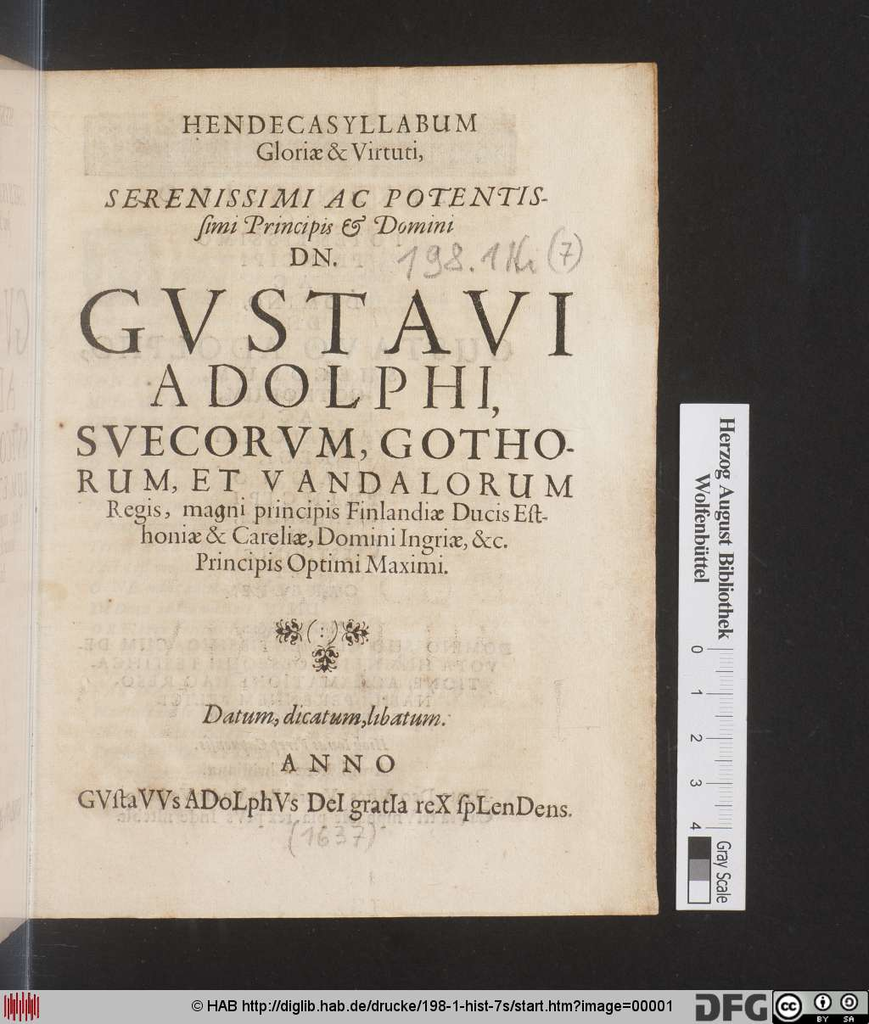 HENDECASYLLABUM
Gloriæ & Virtuti,
SERENISSIMI AC POTENTIS-
ſimi Principis & Domini
DN.
198. 1 Hi (7)
GVSTAVI
ADOLPHI,
SVECORVM, GOTHO-
RUM, ET VANDALORUM
Regis, magni principis Finlandiæ Ducis Eſt-
honiæ & Careliæ, Domini Ingriæ, &c.
Principis Optimi Maximi.
(:)
Datum, dicatum, libatum.
ANNO
GVſtaVVs ADoLphVs DeI gratIa reX ſpLenDens.
(1637)
Herzog August Bibliothek
Wolfenbüttel
0 1 2 3 4
Gray Scale
© HAB http://diglib.hab.de/drucke/198-1-hist-7s/start.htm?image=00001
DFG
cc BY SA